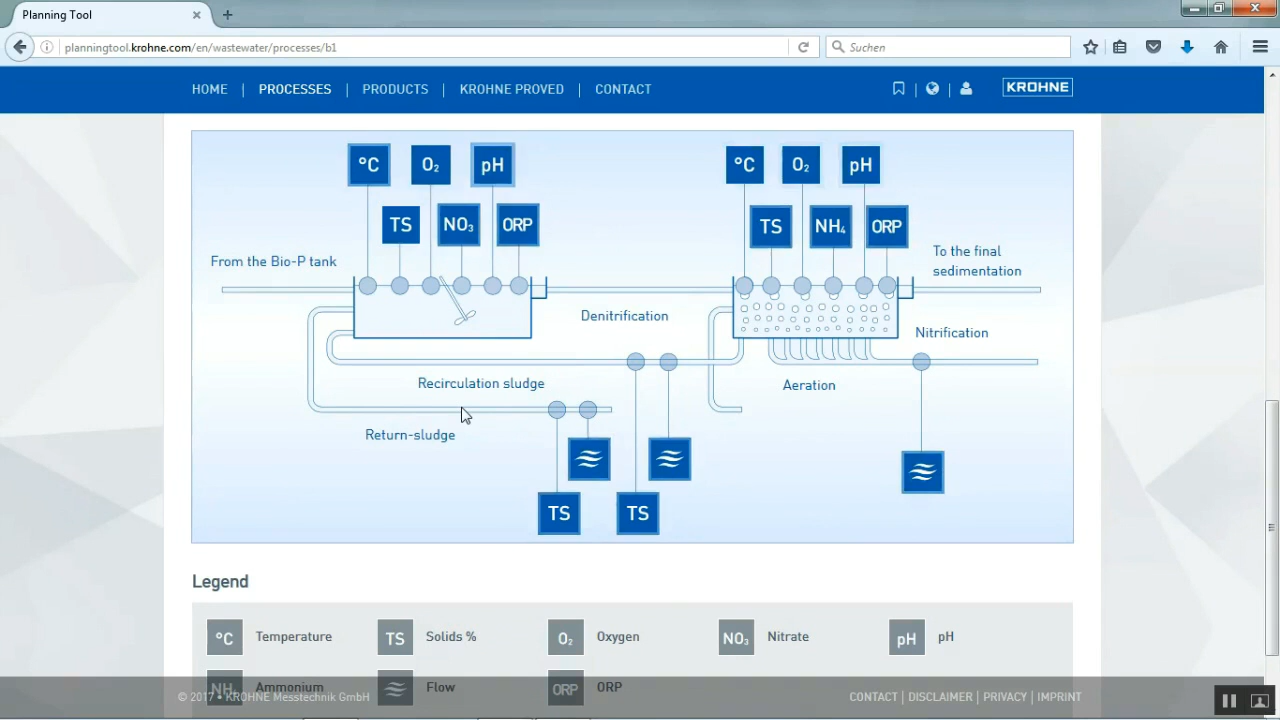 Planning Tool
planningtool.krohne.com/en/wastewater/processes/b1
Suchen
HOME | PROCESSES | PRODUCTS | KROHNE PROVED | CONTACT
KROHNE
°C O₂ pH
°C O₂ pH
TS NO₃ ORP
TS NH₄ ORP
From the Bio-P tank
To the final
sedimentation
Denitrification
Nitrification
Recirculation sludge
Aeration
Return-sludge
TS TS
Legend
°C Temperature TS Solids % O₂ Oxygen NO₃ Nitrate pH pH
NH₄ Ammonium Flow ORP ORP
© 2017 • KROHNE Messtechnik GmbH
CONTACT | DISCLAIMER | PRIVACY | IMPRINT